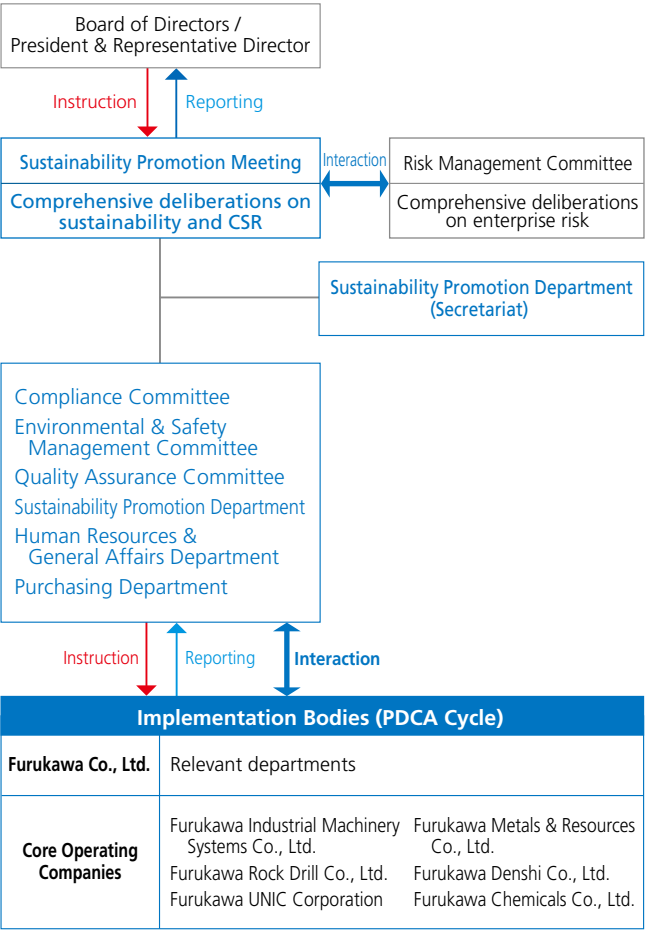 Board of Directors /
President & Representative Director
Instruction
Reporting
Sustainability Promotion Meeting
Comprehensive deliberations on
sustainability and CSR
Interaction
Risk Management Committee
Comprehensive deliberations
on enterprise risk
Sustainability Promotion Department
(Secretariat)
Compliance Committee
Environmental & Safety
Management Committee
Quality Assurance Committee
Sustainability Promotion Department
Human Resources &
General Affairs Department
Purchasing Department
Instruction
Reporting
Interaction
Implementation Bodies (PDCA Cycle)
Furukawa Co., Ltd.
Relevant departments
Core Operating
Companies
Furukawa Industrial Machinery
Systems Co., Ltd.
Furukawa Rock Drill Co., Ltd.
Furukawa UNIC Corporation
Furukawa Metals & Resources
Co., Ltd.
Furukawa Denshi Co., Ltd.
Furukawa Chemicals Co., Ltd.